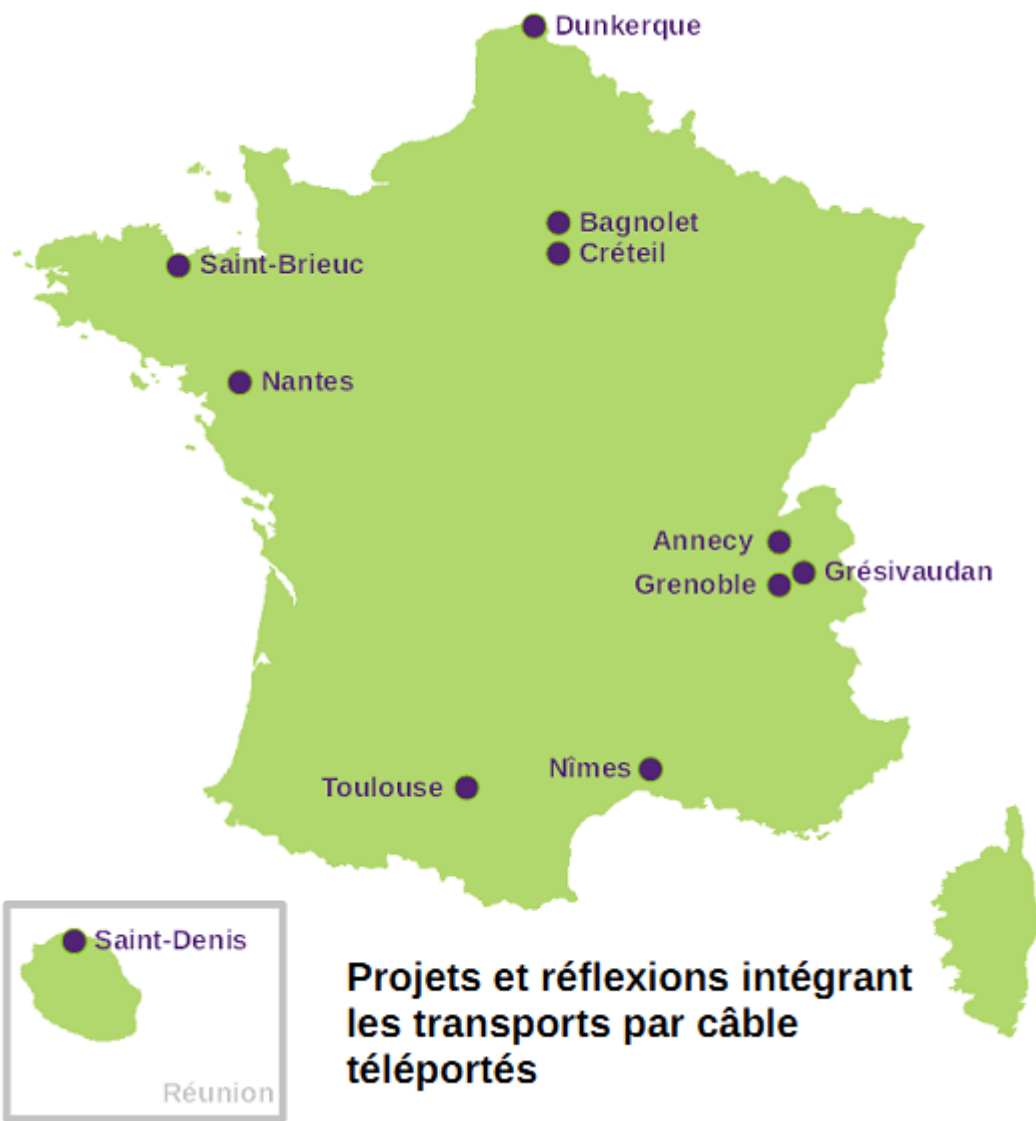 Dunkerque
Bagnolet
Créteil
Saint-Brieuc
Nantes
Annecy
Grésivaudan
Grenoble
Nîmes
Toulouse
Saint-Denis
Réunion
Projets et réflexions intégrant
les transports par câble
téléportés